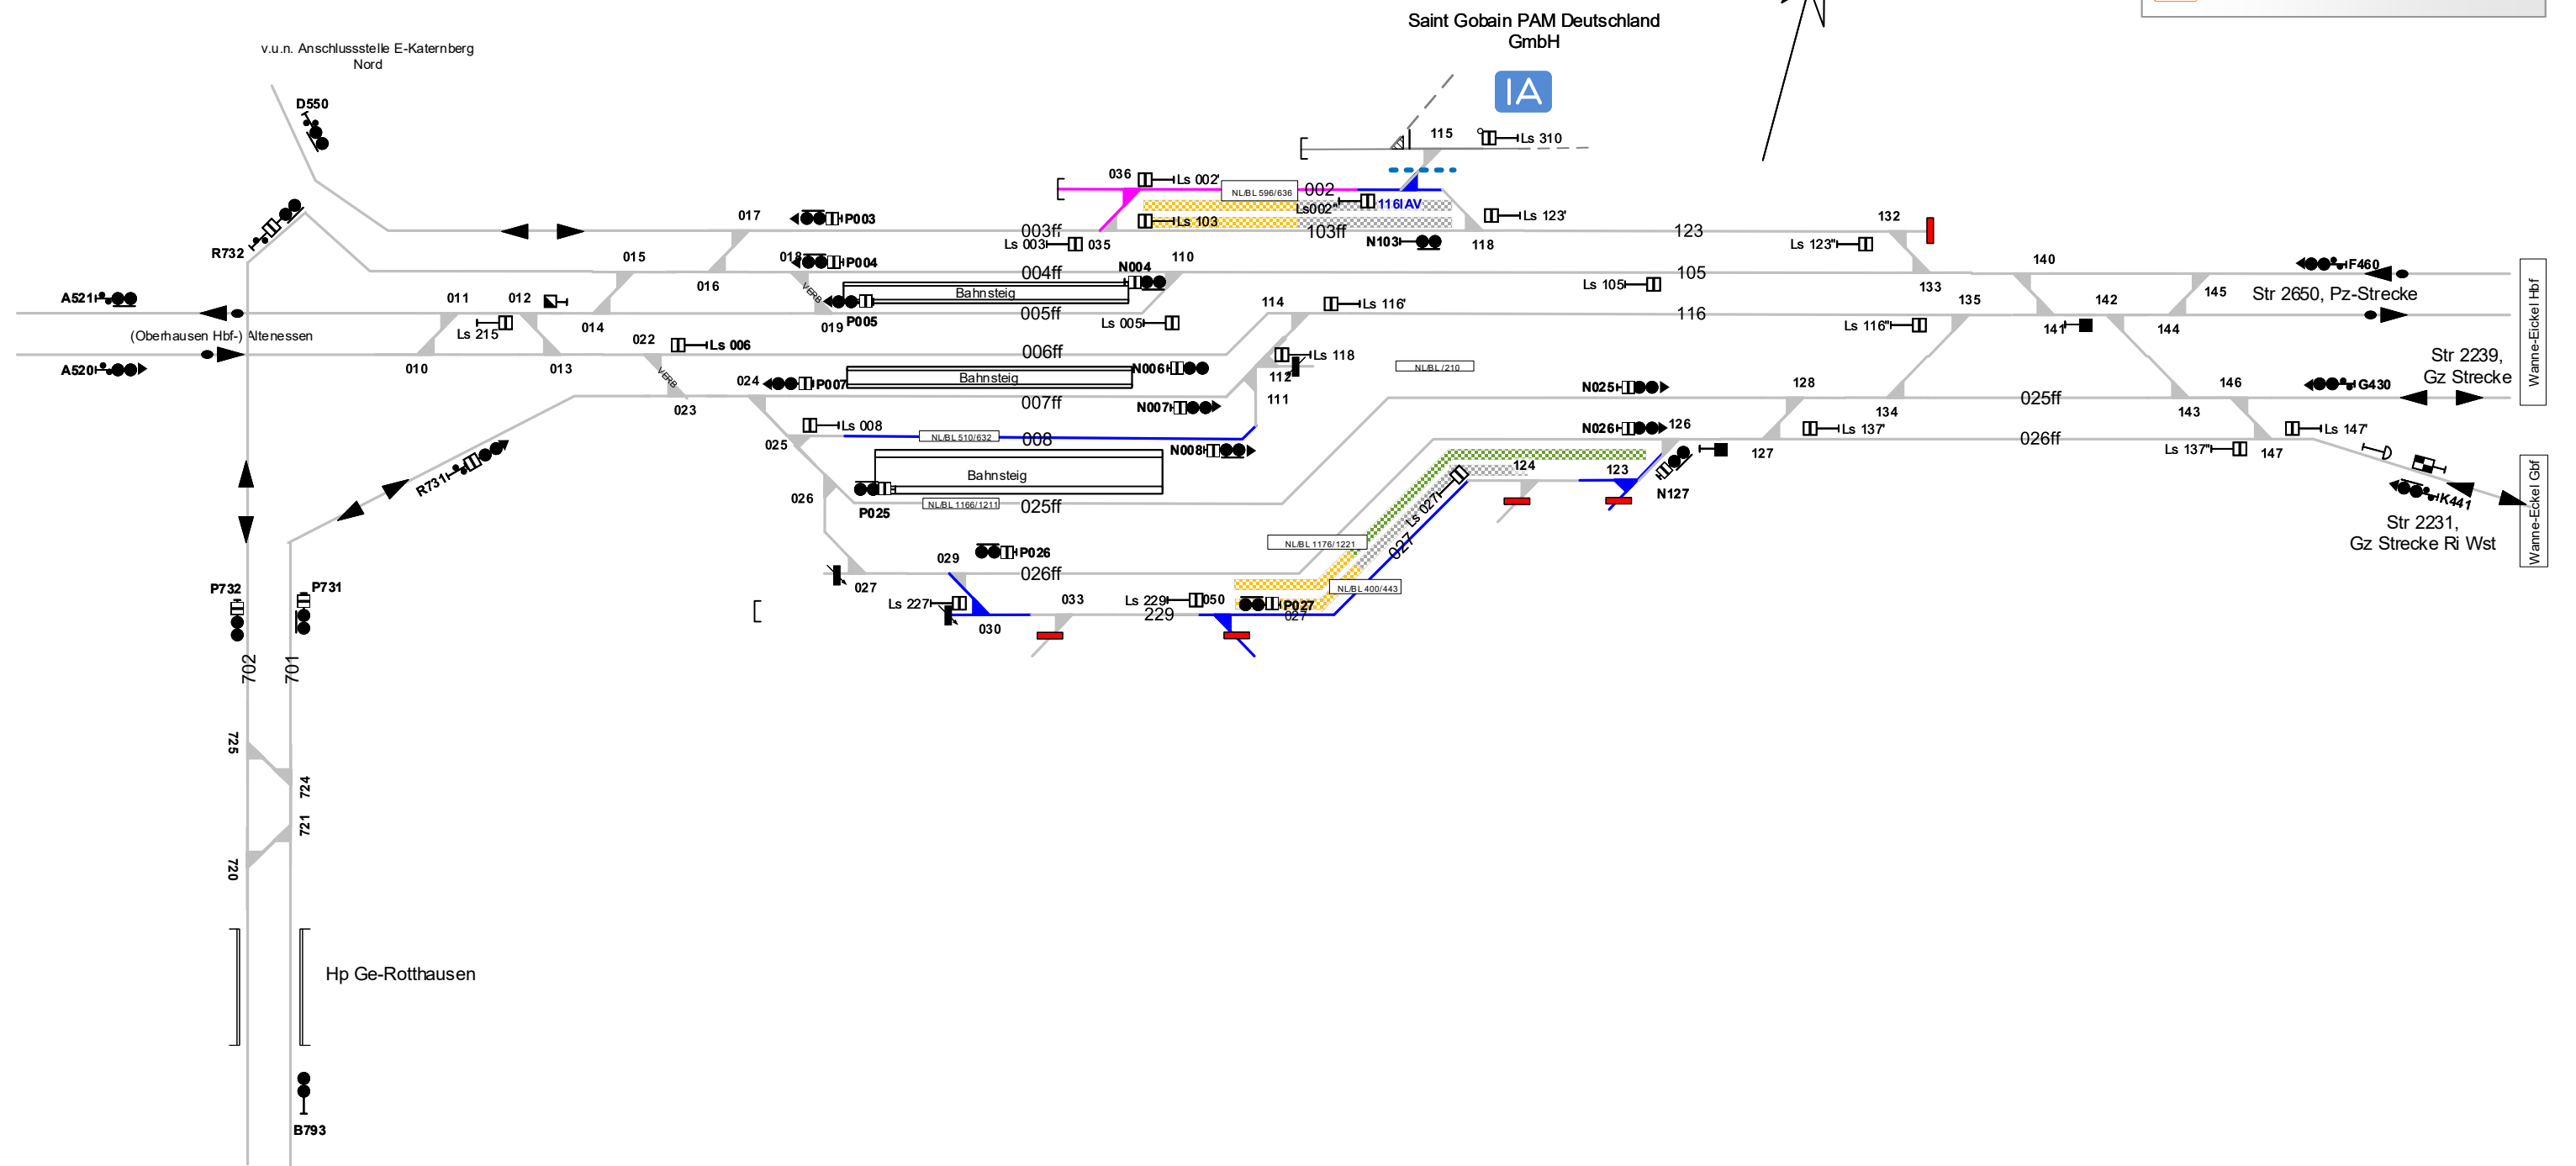 Saint Gobain PAM Deutschland
GmbH
v.u.n. Anschlussstelle E-Katernberg
Nord
IA
D550
115
Ls 310
036
Ls 002'
NL/BL 596/636
002
Ls002"
116IAV
R732
017
P003
Ls 103
003ff
103ff
Ls 003
035
N103
118
Ls 123'
123
132
Ls 123"
015
016
018
P004
004ff
N004
110
105
Ls 105
133
140
F460
A521
011
012
VERB
Bahnsteig
145
Str 2650, Pz-Strecke
(Oberhausen Hbf-) Altenessen
Ls 215
014
019
P005
005ff
Ls 005
114
Ls 116'
116
Ls 116"
135
141
142
144
Wanne-Eickel Hbf
A520
010
013
022
Ls 006
006ff
Ls 118
112
NL/BL /210
Str 2239,
Gz Strecke
VERB
024
P007
Bahnsteig
N006
N025
128
146
G430
023
007ff
N007
111
134
025ff
143
025
Ls 008
NL/BL 510/632
008
N008
N026
126
127
Ls 137'
026ff
Ls 137"
147
Ls 147'
R731
026
Bahnsteig
P025
NL/BL 1166/1211
025ff
124
123
N127
Ls 027
027
K441
Str 2231,
Gz Strecke Ri Wst
Wanne-Eickel Gbf
NL/BL 1176/1221
029
P026
027
026ff
NL/BL 400/443
P732
P731
Ls 227
030
033
Ls 229
229
050
P027
027
702
701
725
724
721
720
Hp Ge-Rotthausen
B793